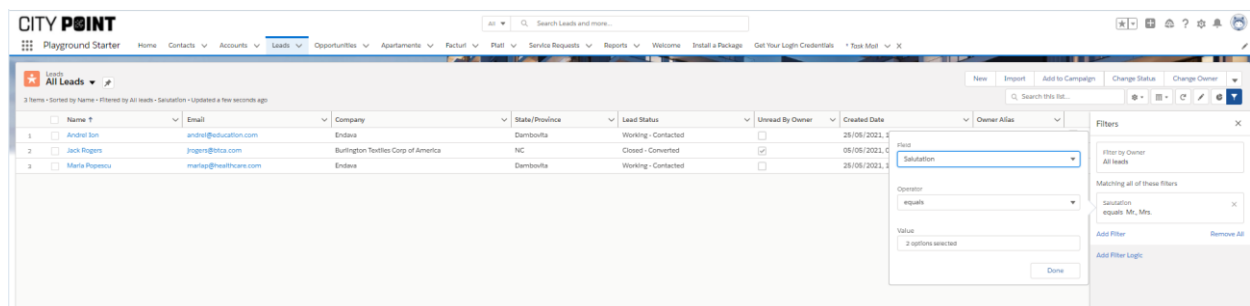 CITY POINT
All
Search Leads and more...
Playground Starter
Home
Contacts
Accounts
Leads
Opportunities
Apartamente
Facturi
Plati
Service Requests
Reports
Welcome
Install a Package
Get Your Login Credentials
* Task Mail
Leads
All Leads
New
Import
Add to Campaign
Change Status
Change Owner
3 items • Sorted by Name • Filtered by All leads - Salutation • Updated a few seconds ago
Search this list...
Name
Email
Company
State/Province
Lead Status
Unread By Owner
Created Date
Owner Alias
1 Andrei Ion andrei@education.com Endava Dambovita Working - Contacted 25/05/2021, 1
2 Jack Rogers jrogers@btca.com Burlington Textiles Corp of America NC Closed - Converted 05/05/2021, 0
3 Maria Popescu mariap@healthcare.com Endava Dambovita Working - Contacted 25/05/2021, 1
Field
Salutation
Operator
equals
Value
2 options selected
Done
Filters
Filter by Owner
All leads
Matching all of these filters
Salutation
equals Mr., Mrs.
Add Filter
Remove All
Add Filter Logic